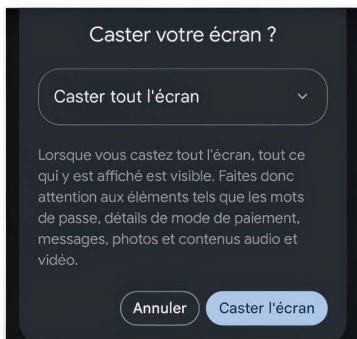 Caster votre écran ?
Caster tout l'écran
Lorsque vous castez tout l'écran, tout ce
qui y est affiché est visible. Faites donc
attention aux éléments tels que les mots
de passe, détails de mode de paiement,
messages, photos et contenus audio et
vidéo.
Annuler
Caster l'écran